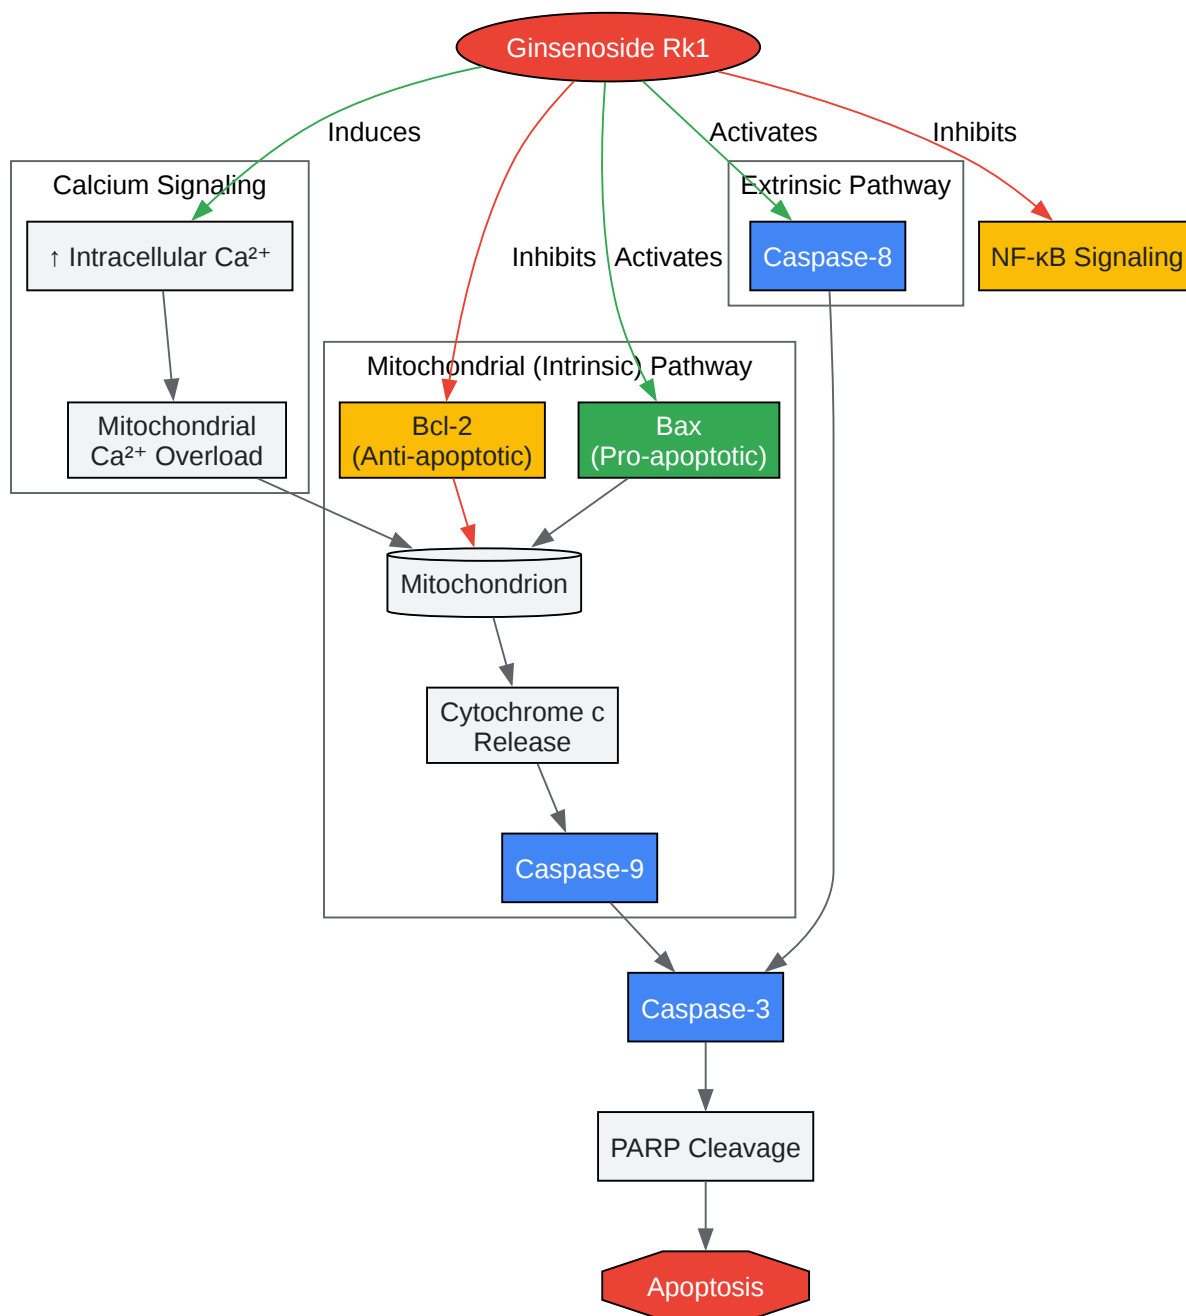 Ginsenoside Rk1
Induces
Activates
Inhibits
Calcium Signaling
Extrinsic Pathway
↑ Intracellular Ca²⁺
Inhibits
Activates
Caspase-8
NF-κB Signaling
Mitochondrial (Intrinsic) Pathway
Mitochondrial
Ca²⁺ Overload
Bcl-2
(Anti-apoptotic)
Bax
(Pro-apoptotic)
Mitochondrion
Cytochrome c
Release
Caspase-9
Caspase-3
PARP Cleavage
Apoptosis